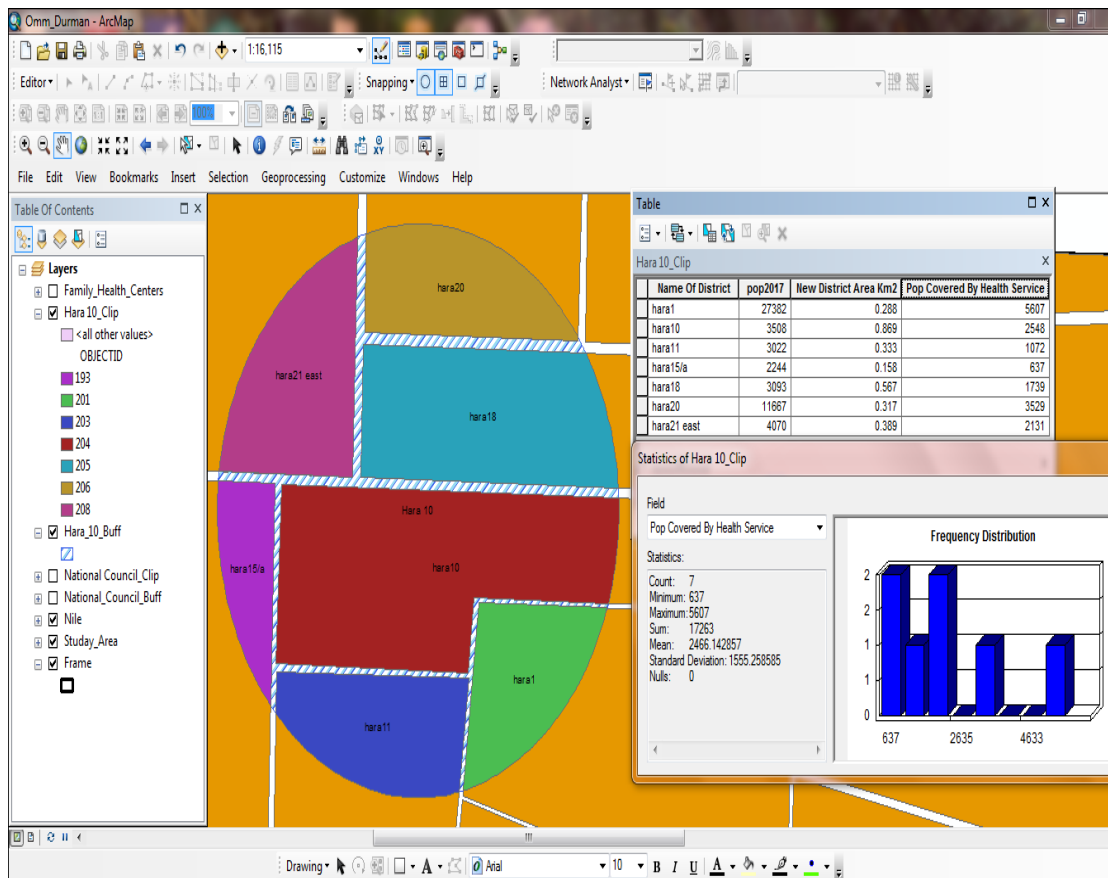 Omm_Durman - ArcMap
1:16,115
Editor
Snapping
Network Analyst
100%
File Edit View Bookmarks Insert Selection Geoprocessing Customize Windows Help
Table Of Contents
Layers
Family_Health_Centers
Hara 10_Clip
<all other values>
OBJECTID
193
201
203
204
205
206
208
Hara_10_Buff
National Council_Clip
National_Council_Buff
Nile
Studay_Area
Frame
hara20
hara21 east
hara18
Hara 10
hara15/a
hara10
hara1
hara11
Table
Hara 10_Clip
Name Of District pop2017 New District Area Km2 Pop Covered By Health Service
hara1 27382 0.288 5607
hara10 3508 0.869 2548
hara11 3022 0.333 1072
hara15/a 2244 0.158 637
hara18 3093 0.567 1739
hara20 11667 0.317 3529
hara21 east 4070 0.389 2131
Statistics of Hara 10_Clip
Field
Pop Covered By Health Service
Statistics:
Count: 7
Minimum: 637
Maximum: 5607
Sum: 17263
Mean: 2466.142857
Standard Deviation: 1555.258585
Nulls: 0
Frequency Distribution
2
2
1
1
0
637 2635 4633
Drawing A Arial 10 B I U A